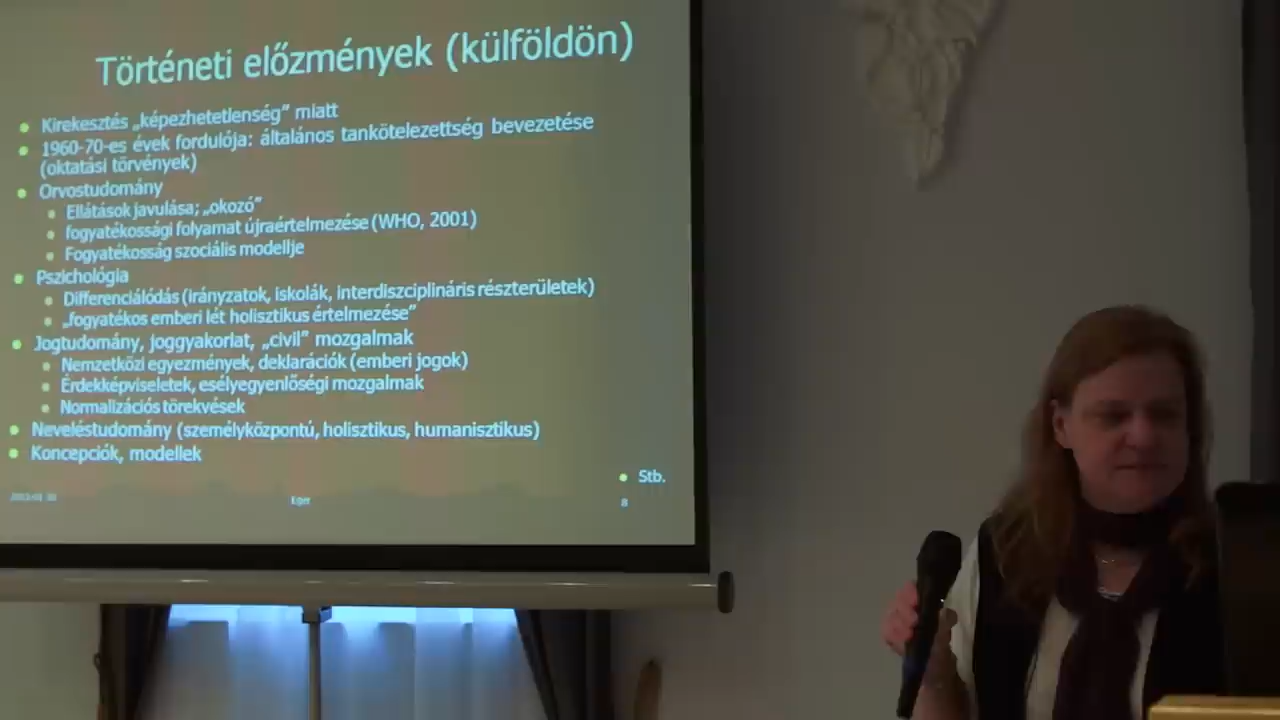 Történeti előzmények (külföldön)
Kirekesztés „képezhetetlenség” miatt
1960-70-es évek fordulója: általános tankötelezettség bevezetése
(oktatási törvények)
Orvostudomány
Ellátások javulása; „okozó”
fogyatékossági folyamat újraértelmezése (WHO, 2001)
Fogyatékosság szociális modellje
Pszichológia
Differenciálódás (irányzatok, iskolák, interdiszciplináris részterületek)
„fogyatékos emberi lét holisztikus értelmezése”
Jogtudomány, joggyakorlat, „civil” mozgalmak
Nemzetközi egyezmények, deklarációk (emberi jogok)
Érdekképviseletek, esélyegyenlőségi mozgalmak
Normalizációs törekvések
Neveléstudomány (személyközpontú, holisztikus, humanisztikus)
Koncepciók, modellek
Stb.
Eger
8